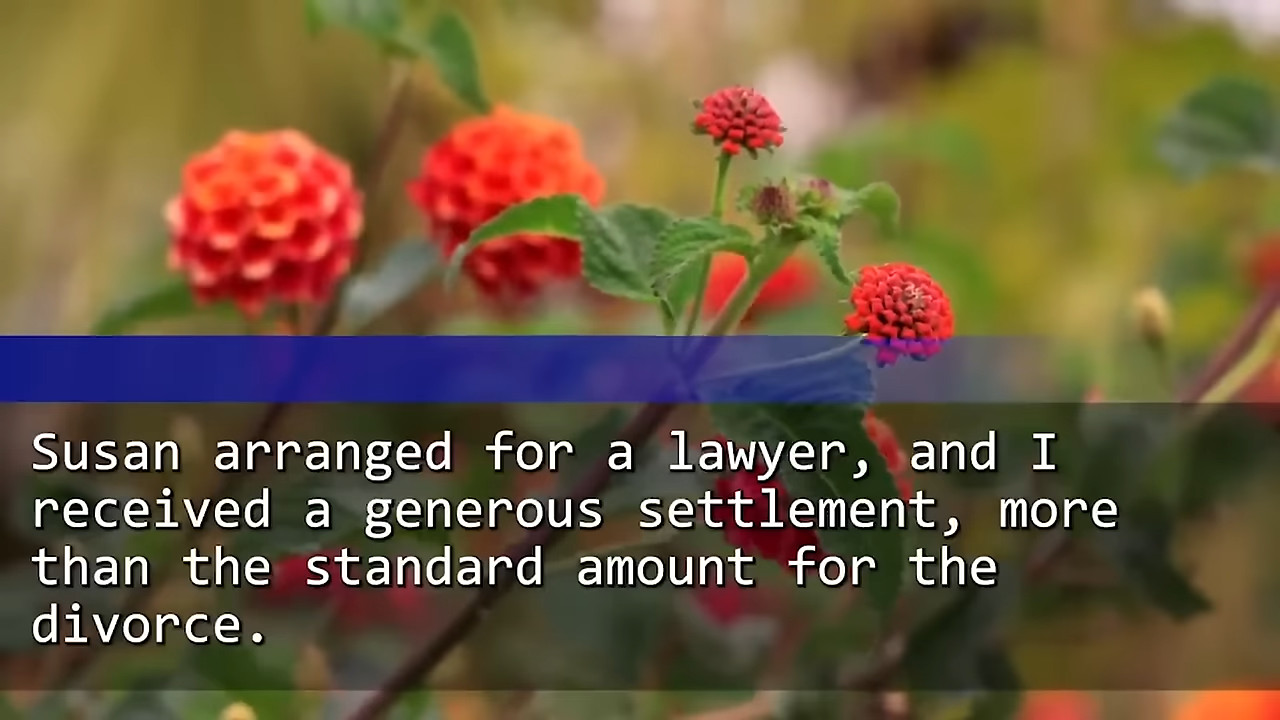 Susan arranged for a lawyer, and I
received a generous settlement, more
than the standard amount for the
divorce.